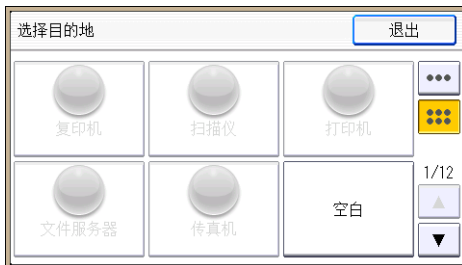 选择目的地
退出
复印机
扫描仪
打印机
1/12
文件服务器
传真机
空白